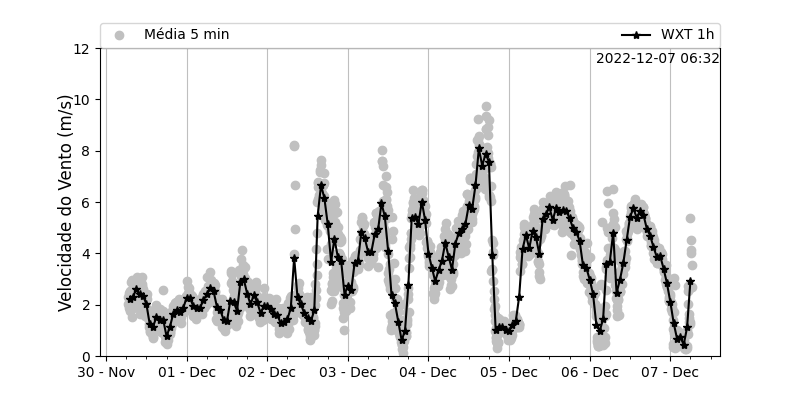 Média 5 min
WXT 1h
2022-12-07 06:32
Velocidade do Vento (m/s)
12
10
8
6
4
2
0
30 - Nov 01 - Dec 02 - Dec 03 - Dec 04 - Dec 05 - Dec 06 - Dec 07 - Dec